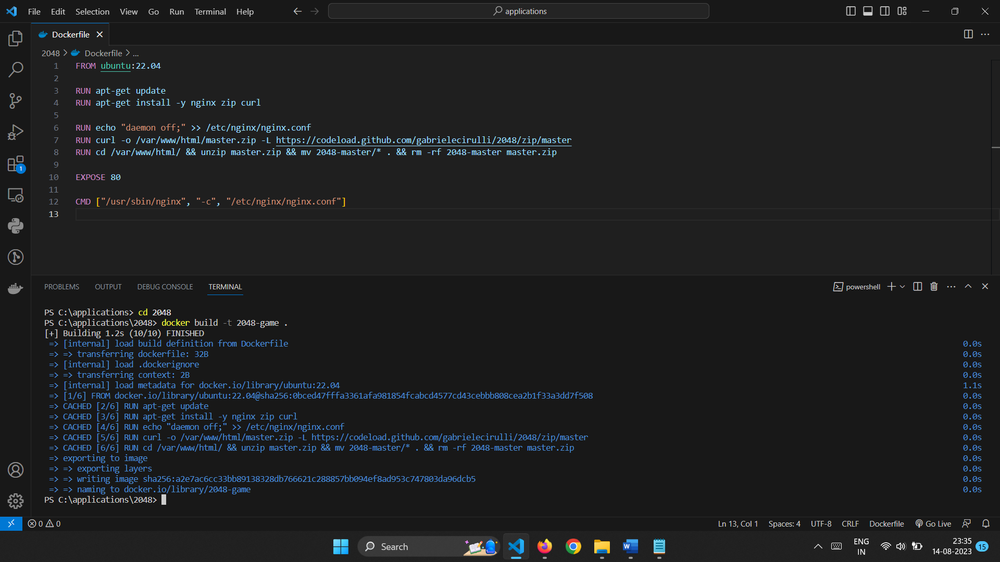 File Edit Selection View Go Run Terminal Help
applications
Dockerfile
2048 > Dockerfile > ...
1 FROM ubuntu:22.04
2
3 RUN apt-get update
4 RUN apt-get install -y nginx zip curl
5
6 RUN echo "daemon off;" >> /etc/nginx/nginx.conf
7 RUN curl -o /var/www/html/master.zip -L https://codeload.github.com/gabrielecirulli/2048/zip/master
8 RUN cd /var/www/html/ && unzip master.zip && mv 2048-master/* . && rm -rf 2048-master master.zip
9
10 EXPOSE 80
11
12 CMD ["/usr/sbin/nginx", "-c", "/etc/nginx/nginx.conf"]
13
1
PROBLEMS OUTPUT DEBUG CONSOLE TERMINAL
powershell
PS C:\applications> cd 2048
PS C:\applications\2048> docker build -t 2048-game .
[+] Building 1.2s (10/10) FINISHED
=> [internal] load build definition from Dockerfile 0.0s
=> => transferring dockerfile: 32B 0.0s
=> [internal] load .dockerignore 0.0s
=> => transferring context: 2B 0.0s
=> [internal] load metadata for docker.io/library/ubuntu:22.04 1.1s
=> [1/6] FROM docker.io/library/ubuntu:22.04@sha256:0bced47fffa3361afa981854fcabcd4577cd43cebbb808cea2b1f33a3dd7f508 0.0s
=> CACHED [2/6] RUN apt-get update 0.0s
=> CACHED [3/6] RUN apt-get install -y nginx zip curl 0.0s
=> CACHED [4/6] RUN echo "daemon off;" >> /etc/nginx/nginx.conf 0.0s
=> CACHED [5/6] RUN curl -o /var/www/html/master.zip -L https://codeload.github.com/gabrielecirulli/2048/zip/master 0.0s
=> CACHED [6/6] RUN cd /var/www/html/ && unzip master.zip && mv 2048-master/* . && rm -rf 2048-master master.zip 0.0s
=> exporting to image 0.0s
=> => exporting layers 0.0s
=> => writing image sha256:a2e7ac6cc33bb89138328db766621c288857bb094ef8ad953c747803da96dcb5 0.0s
=> => naming to docker.io/library/2048-game 0.0s
PS C:\applications\2048>
0 0 Ln 13, Col 1 Spaces: 4 UTF-8 CRLF Dockerfile Go Live
Search
ENG
IN
23:35
14-08-2023
15